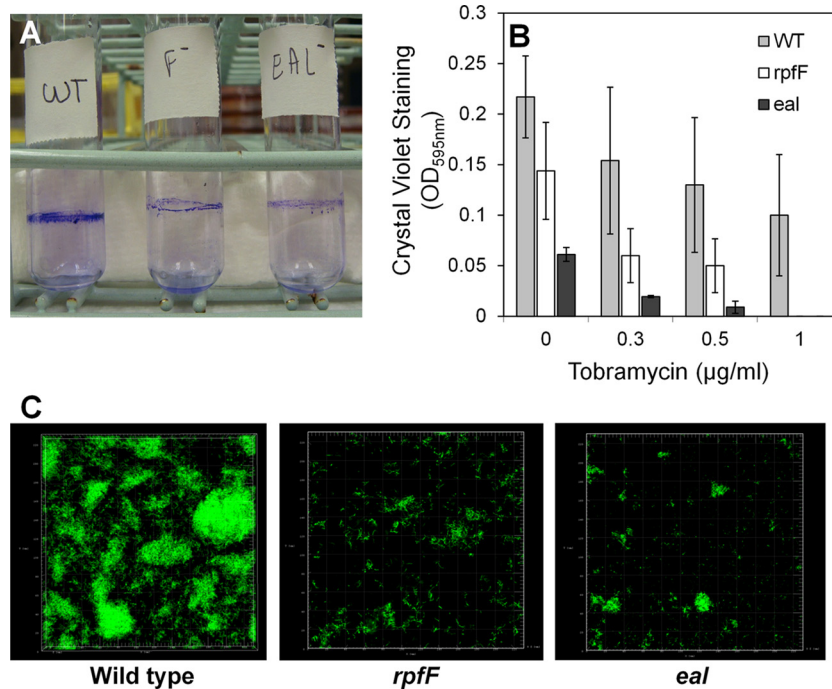 A
WT
F-
EAL-
B
Crystal Violet Staining
(OD595nm)
0.3
0.25
0.2
0.15
0.1
0.05
0
WT
rpfF
eal
0 0.3 0.5 1
Tobramycin (µg/ml)
C
Wild type rpfF eal